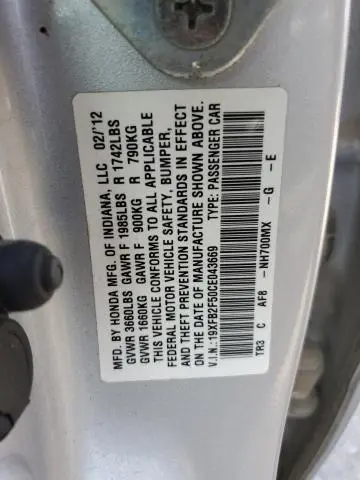 MFD. BY HONDA OF INDIANA, LLC 02/'12
GVWR 3660LBS GAWR F 1985LBS R 1742LBS
GVWR 1660KG GAWR F 900KG R 790KG
THIS VEHICLE CONFORMS TO ALL APPLICABLE
FEDERAL MOTOR VEHICLE SAFETY, BUMPER,
AND THEFT PREVENTION STANDARDS IN EFFECT
ON THE DATE OF MANUFACTURE SHOWN ABOVE.
V.I.N.:19XFB2F50CE043669 TYPE: PASSENGER CAR
TR3 C AF8 -NH700MX -G -E